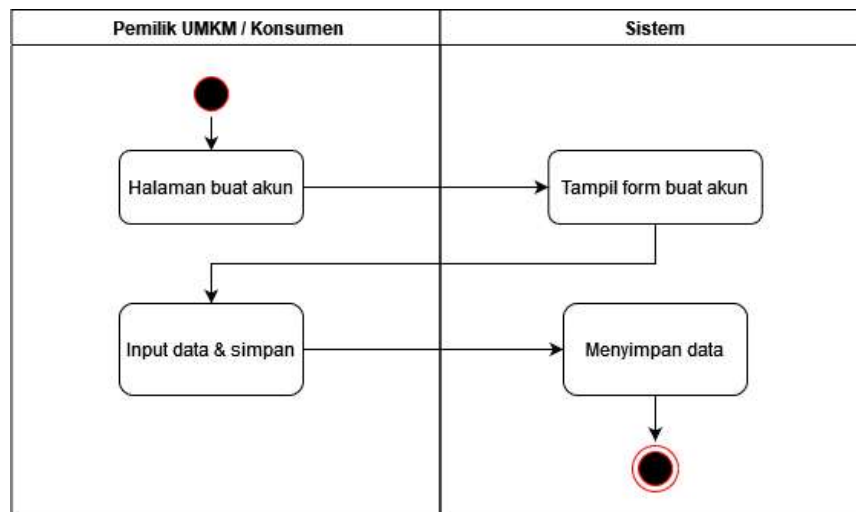 Pemilik UMKM / Konsumen
Sistem
Halaman buat akun
Tampil form buat akun
Input data & simpan
Menyimpan data